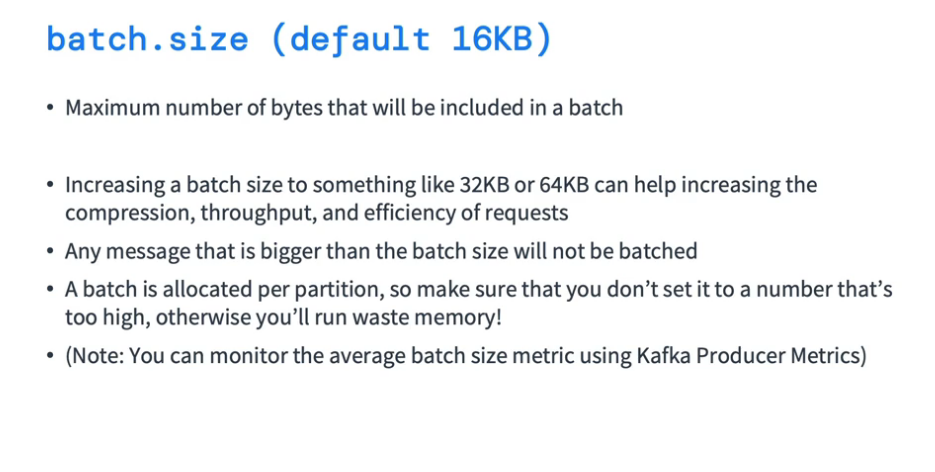 batch.size (default 16KB)
• Maximum number of bytes that will be included in a batch
• Increasing a batch size to something like 32KB or 64KB can help increasing the
compression, throughput, and efficiency of requests
• Any message that is bigger than the batch size will not be batched
• A batch is allocated per partition, so make sure that you don’t set it to a number that’s
too high, otherwise you’ll run waste memory!
• (Note: You can monitor the average batch size metric using Kafka Producer Metrics)